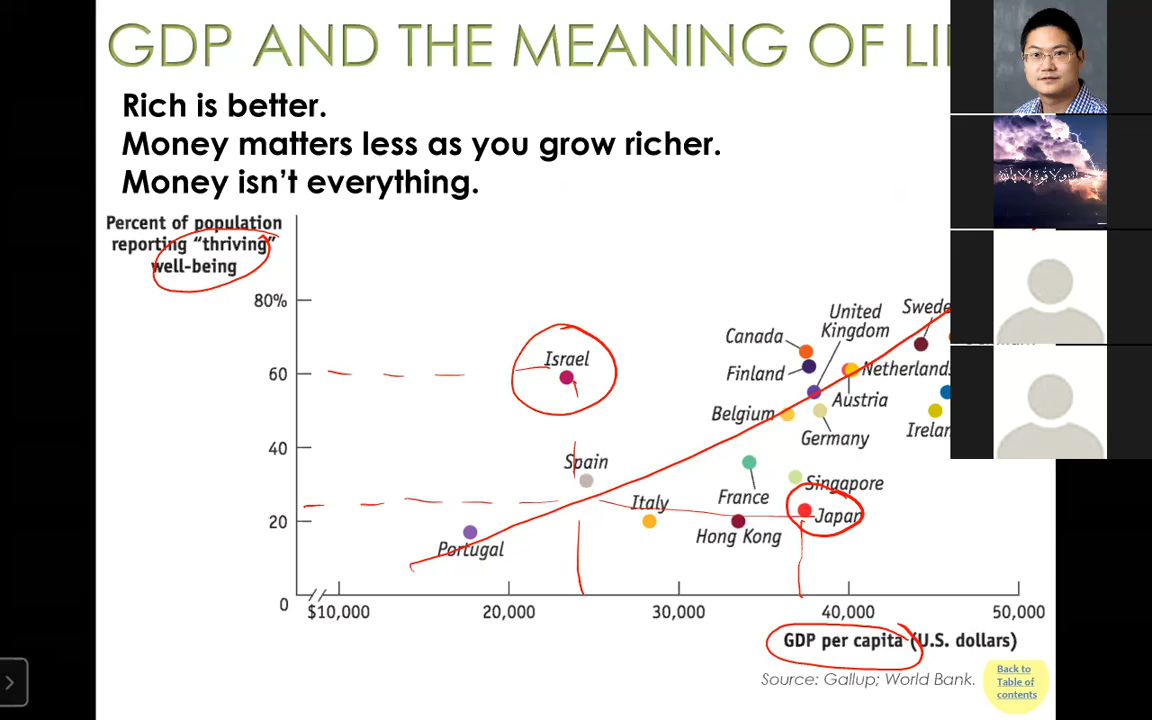 GDP AND THE MEANING OF
Rich is better.
Money matters less as you grow richer.
Money isn't everything.
Percent of population
reporting “thriving”
well-being
80%
60
40
20
0
Israel
Spain
Portugal
Italy
Canada
Finland
Belgium
United
Kingdom
Swede
Netherland
Austria
Germany
Irelan
France
Singapore
Japan
Hong Kong
$10,000
20,000
30,000
40,000
50,000
GDP per capita (U.S. dollars)
Source: Gallup; World Bank.
Back to
Table of
contents